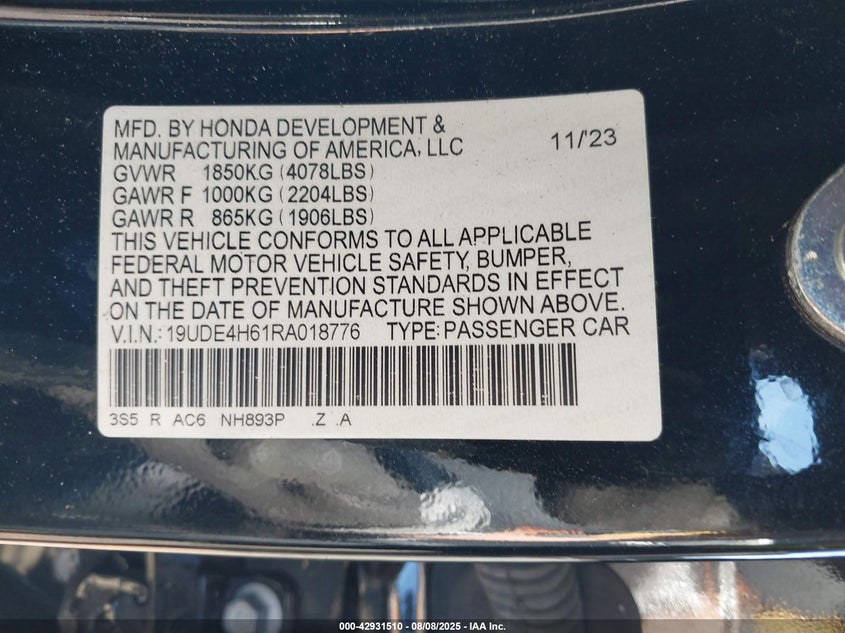 MFD. BY HONDA DEVELOPMENT &
MANUFACTURING OF AMERICA, LLC 11/'23
GVWR 1850KG (4078LBS)
GAWR F 1000KG (2204LBS)
GAWR R 865KG (1906LBS)
THIS VEHICLE CONFORMS TO ALL APPLICABLE
FEDERAL MOTOR VEHICLE SAFETY, BUMPER,
AND THEFT PREVENTION STANDARDS IN EFFECT
ON THE DATE OF MANUFACTURE SHOWN ABOVE.
V.I.N.: 19UDE4H61RA018776 TYPE: PASSENGER CAR
3S5 R AC6 NH893P .Z .A
000-42931510 - 08/08/2025 - IAA Inc.